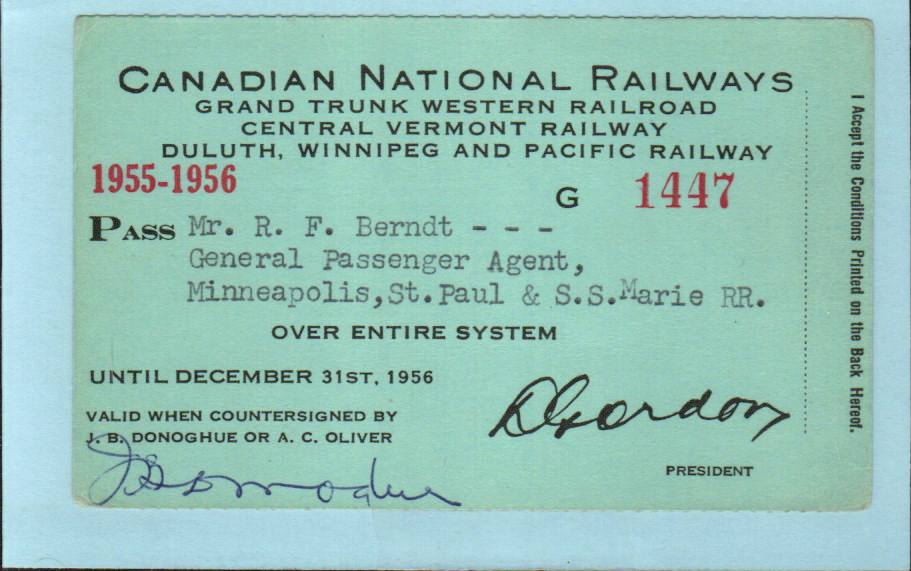 CANADIAN NATIONAL RAILWAYS
GRAND TRUNK WESTERN RAILROAD
CENTRAL VERMONT RAILWAY
DULUTH, WINNIPEG AND PACIFIC RAILWAY
1955-1956
G 1447
PASS Mr. R. F. Berndt - - -
General Passenger Agent,
Minneapolis,St.Paul & S.S.Marie RR.
OVER ENTIRE SYSTEM
UNTIL DECEMBER 31ST, 1956
VALID WHEN COUNTERSIGNED BY
J. B. DONOGHUE OR A. C. OLIVER
J B Donoghue
D Gordon
PRESIDENT
I Accept the Conditions Printed on the Back Hereof.